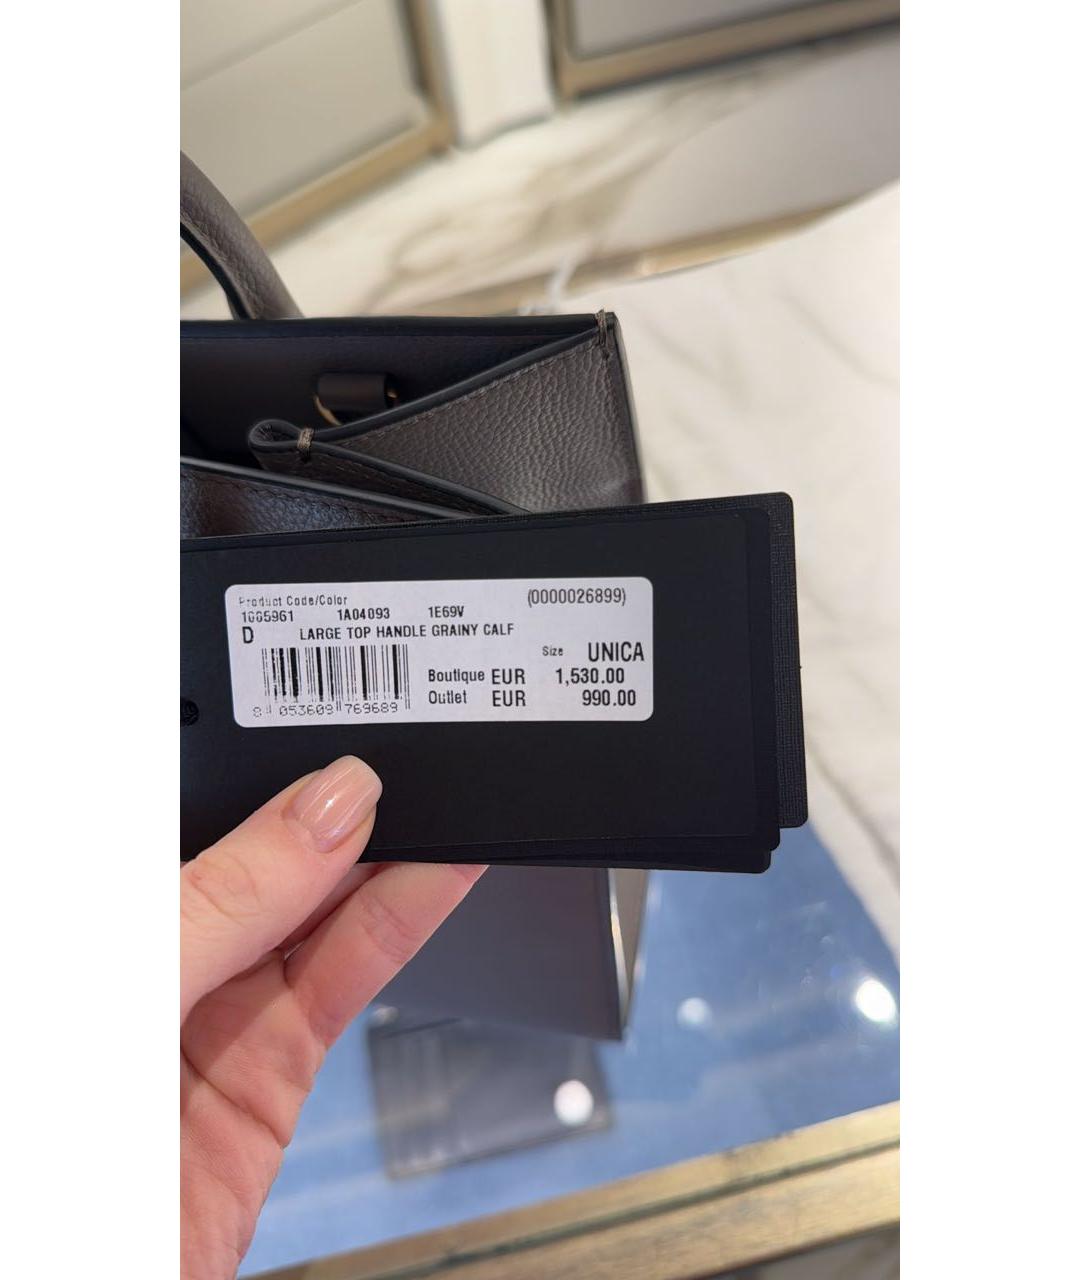 Product Code/Color (0000026899)
1005961 1A04093 1E69V
D LARGE TOP HANDLE GRAINY CALF
Size UNICA
Boutique EUR 1,530.00
Outlet EUR 990.00
8 053609 769689